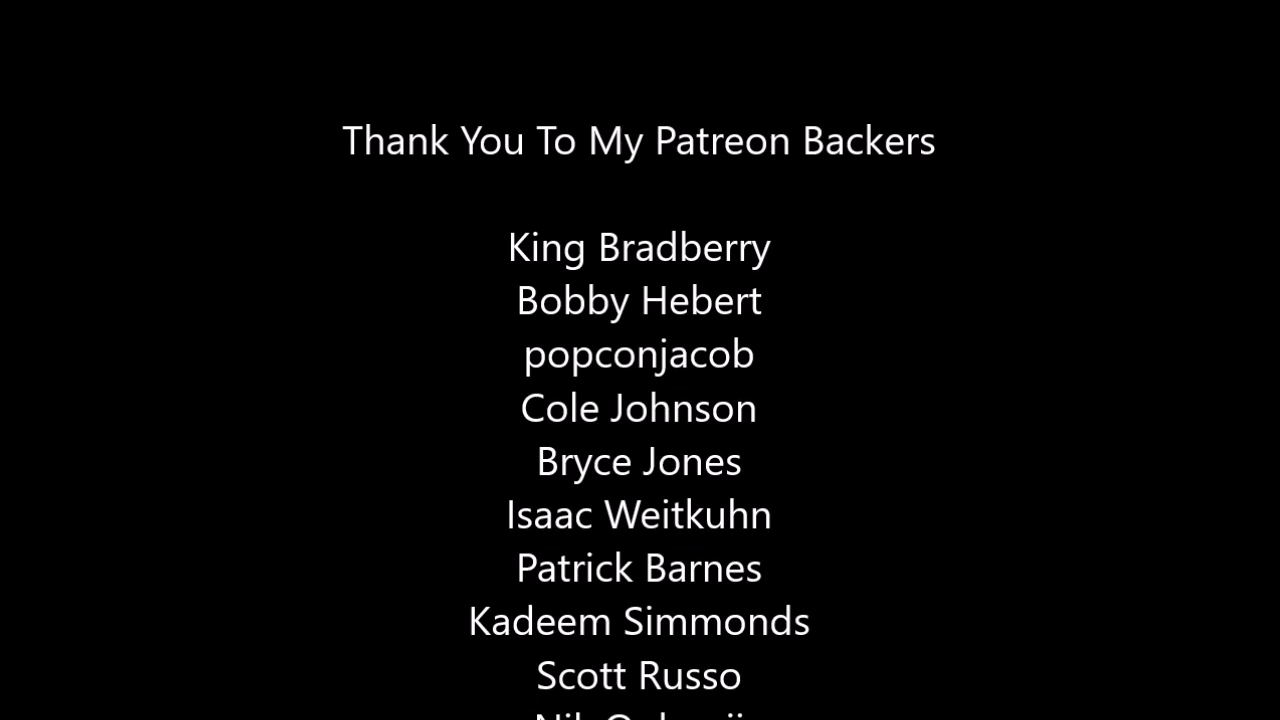 Thank You To My Patreon Backers
King Bradberry
Bobby Hebert
popconjacob
Cole Johnson
Bryce Jones
Isaac Weitkuhn
Patrick Barnes
Kadeem Simmonds
Scott Russo